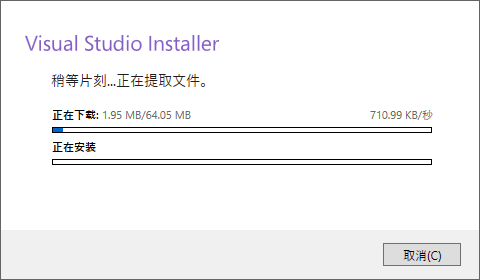 Visual Studio Installer
稍等片刻...正在提取文件。
正在下载: 1.95 MB/64.05 MB 710.99 KB/秒
正在安装
取消(C)